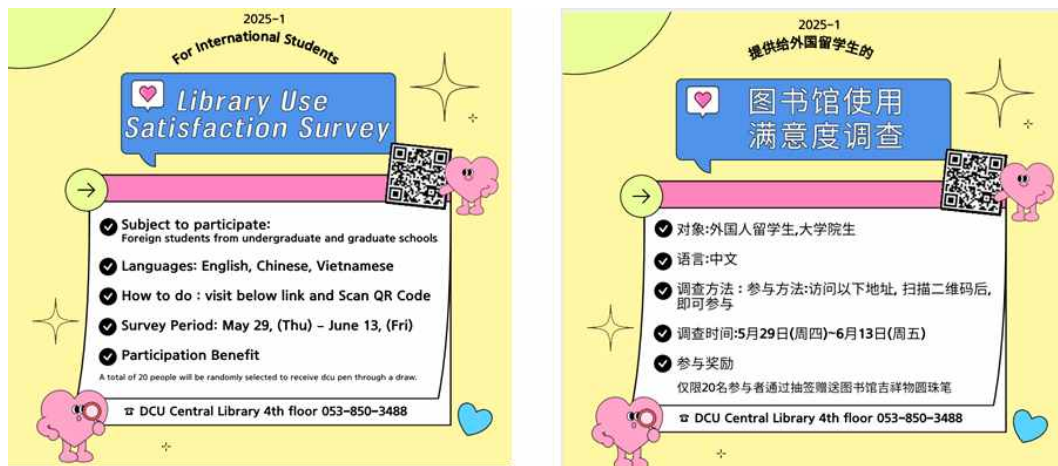 2025-1
For International Students
Library Use
Satisfaction Survey
Subject to participate:
Foreign students from undergraduate and graduate schools
Languages: English, Chinese, Vietnamese
How to do : visit below link and Scan QR Code
Survey Period: May 29, (Thu) - June 13, (Fri)
Participation Benefit
A total of 20 people will be randomly selected to receive dcu pen through a draw.
☎ DCU Central Library 4th floor 053-850-3488
2025-1
提供给外国留学生的
图书馆使用
满意度调查
对象:外国人留学生,大学院生
语言:中文
调查方法 : 参与方法:访问以下地址, 扫描二维码后,
即可参与
调查时间:5月29日(周四)~6月13日(周五)
参与奖励
仅限20名参与者通过抽签赠送图书馆吉祥物圆珠笔
☎ DCU Central Library 4th floor 053-850-3488